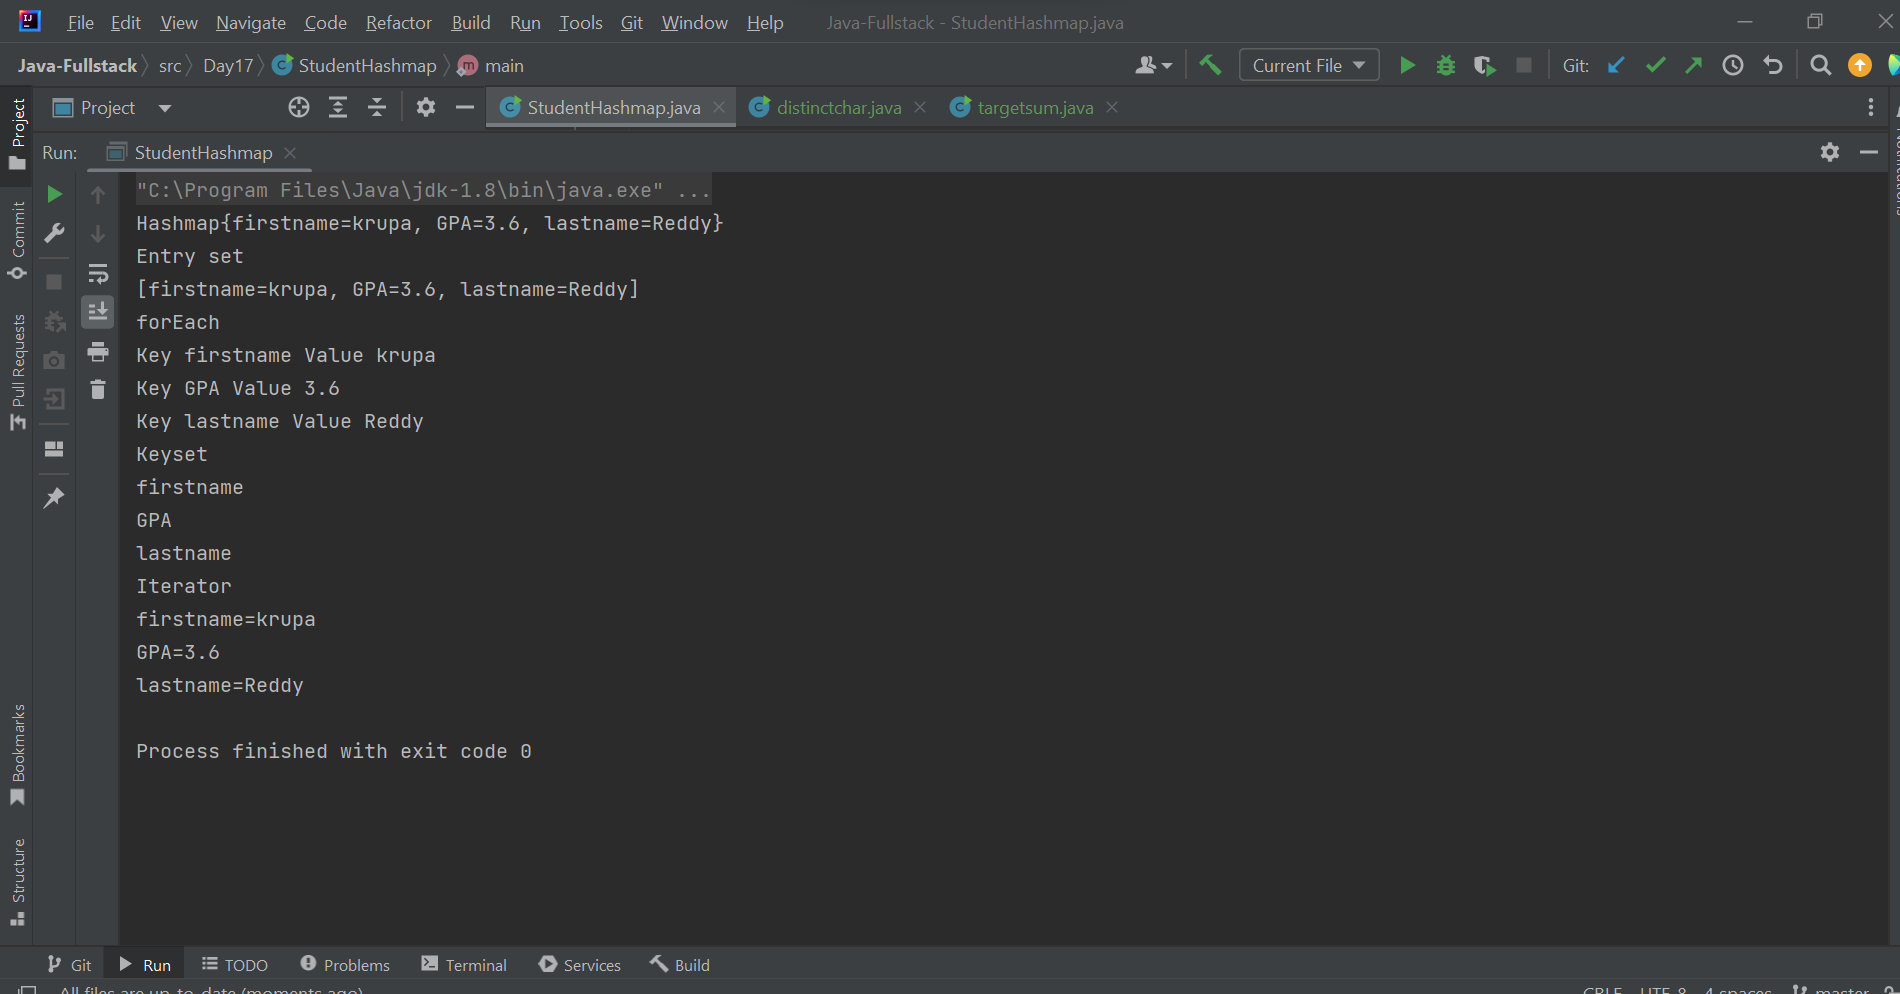 File Edit View Navigate Code Refactor Build Run Tools Git Window Help Java-Fullstack - StudentHashmap.java
Java-Fullstack src Day17 StudentHashmap main Current File Git:
Project StudentHashmap.java distinctchar.java targetsum.java
Run: StudentHashmap
Project
Commit
Pull Requests
Bookmarks
Structure
"C:\Program Files\Java\jdk-1.8\bin\java.exe" ...
Hashmap{firstname=krupa, GPA=3.6, lastname=Reddy}
Entry set
[firstname=krupa, GPA=3.6, lastname=Reddy]
forEach
Key firstname Value krupa
Key GPA Value 3.6
Key lastname Value Reddy
Keyset
firstname
GPA
lastname
Iterator
firstname=krupa
GPA=3.6
lastname=Reddy
Process finished with exit code 0
Git Run TODO Problems Terminal Services Build
All files are up-to-date (moments ago) CRLF UTF-8 4 spaces master